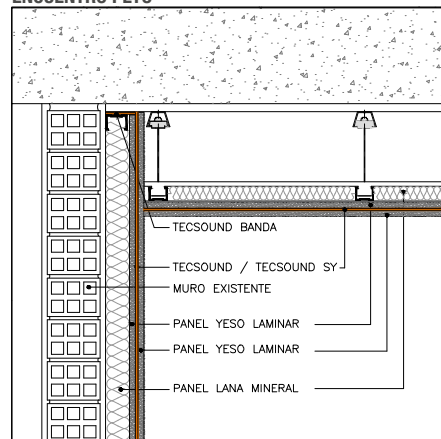 TECSOUND BANDA
TECSOUND / TECSOUND SY
MURO EXISTENTE
PANEL YESO LAMINAR
PANEL YESO LAMINAR
PANEL LANA MINERAL